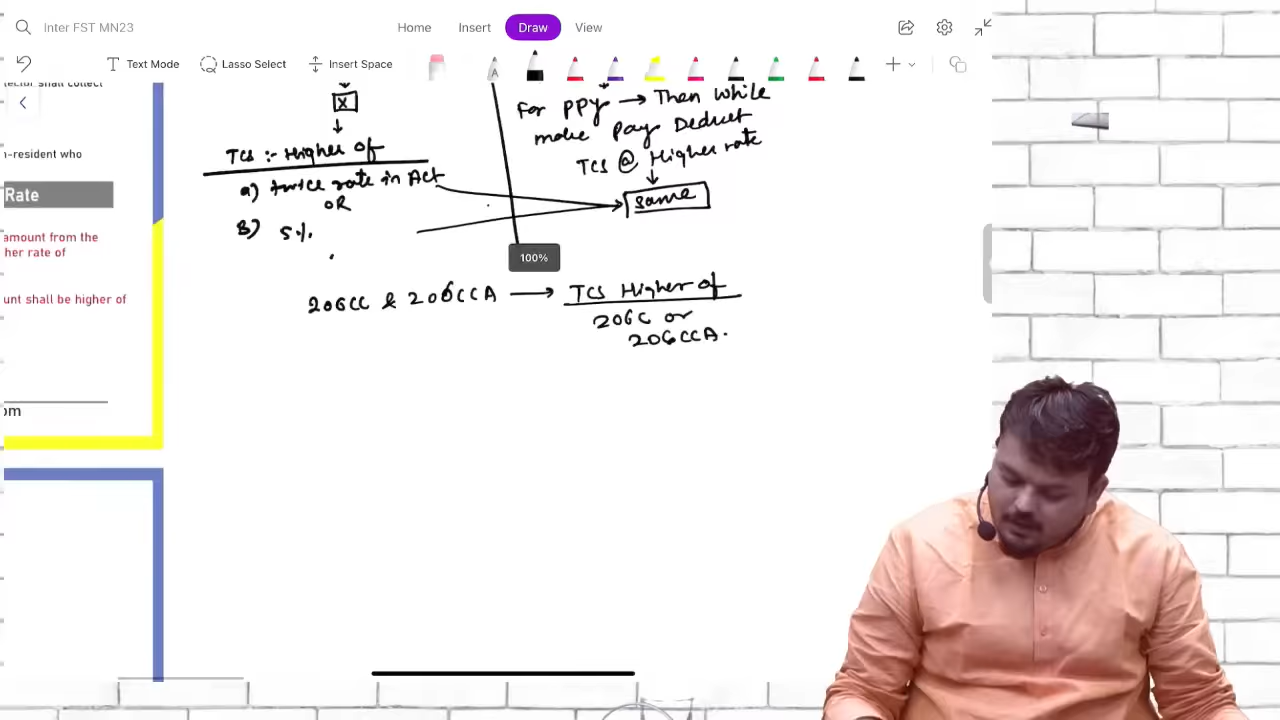 Inter FST MN23
Home
Insert
Draw
View
Text Mode
Lasso Select
Insert Space
ector shall collect
n-resident who
Rate
amount from the
her rate of
unt shall be higher of
om
X
TCS :- Higher of
a) twice rate in Act
OR
B) 5%
For PPY → Then while
make pay Deduct
TCS @ Higher rate
same
100%
206CC & 206CCA → TCS Higher of
206C or
206CCA.